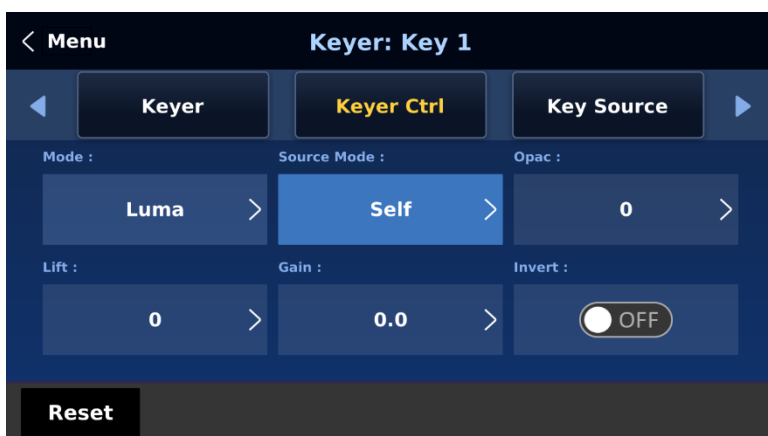 Menu
Keyer: Key 1
Keyer
Keyer Ctrl
Key Source
Mode :
Source Mode :
Opac :
Luma
Self
0
Lift :
Gain :
Invert :
0
0.0
OFF
Reset